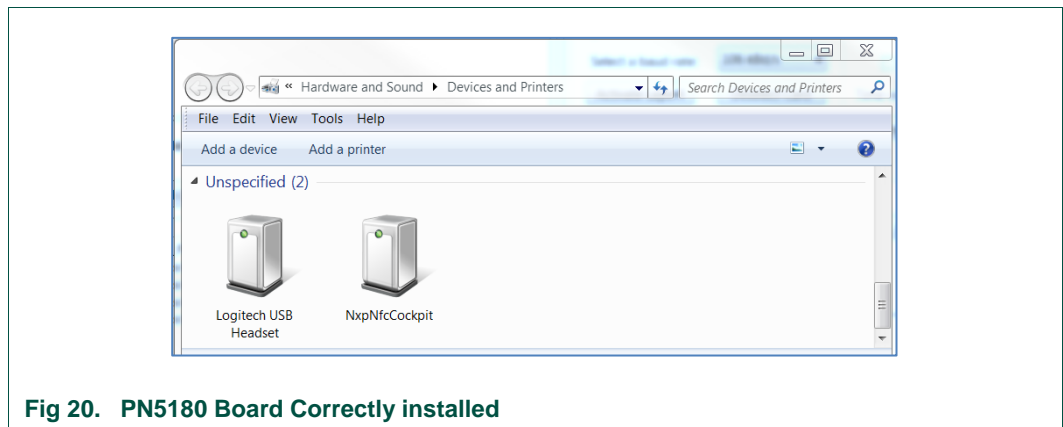 « Hardware and Sound ▸ Devices and Printers
Search Devices and Printers
File Edit View Tools Help
Add a device Add a printer
Unspecified (2)
Logitech USB
Headset
NxpNfcCockpit
Fig 20. PN5180 Board Correctly installed